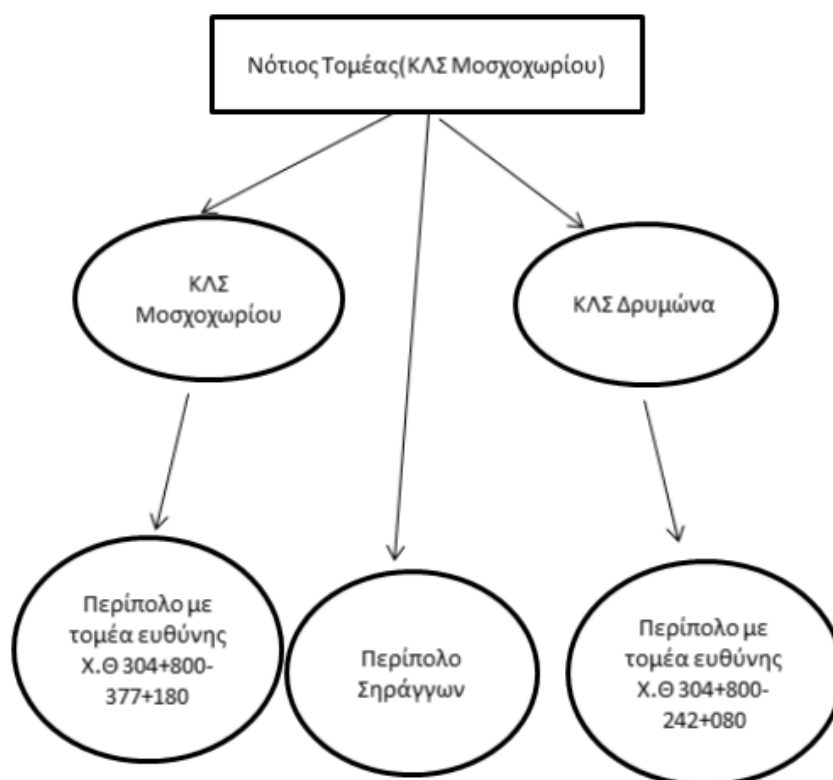 Νότιος Τομέας(ΚΛΣ Μοσχοχωρίου)
ΚΛΣ
Μοσχοχωρίου
ΚΛΣ Δρυμώνα
Περίπολο με
τομέα ευθύνης
Χ.Θ 304+800-
377+180
Περίπολο
Σηράγγων
Περίπολο με
τομέα ευθύνης
Χ.Θ 304+800-
242+080